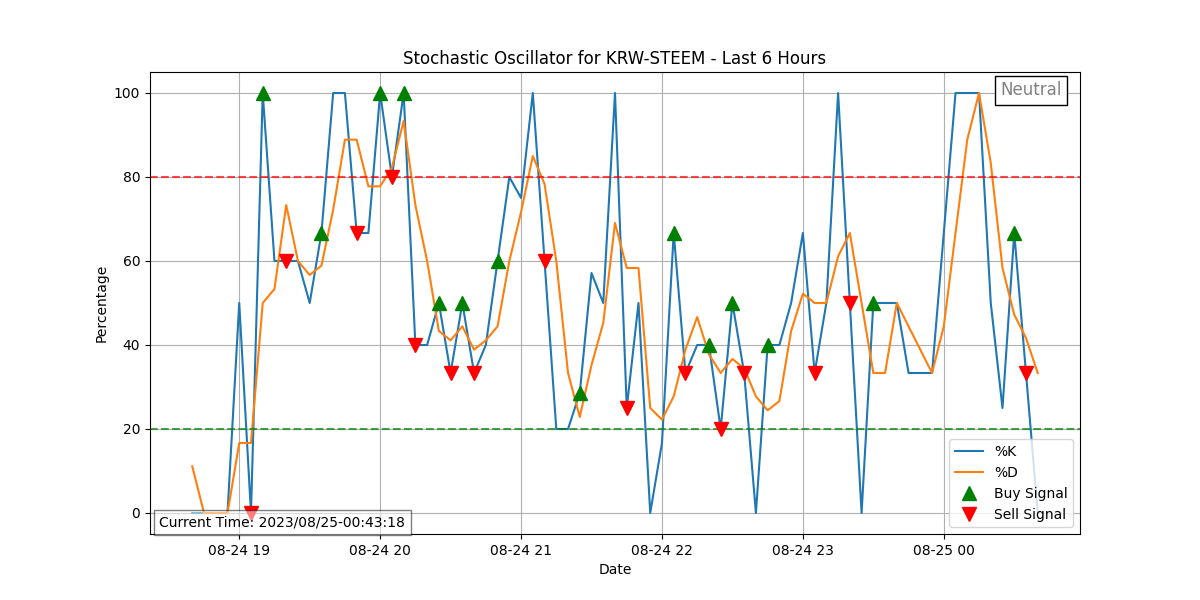 Stochastic Oscillator for KRW-STEEM - Last 6 Hours
Neutral
100
80
60
40
20
0
Percentage
%K
%D
Buy Signal
Sell Signal
Current Time: 2023/08/25-00:43:18
08-24 19
08-24 20
08-24 21
08-24 22
08-24 23
08-25 00
Date